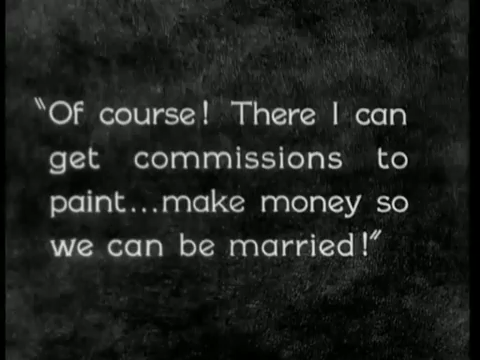 "Of course! There I can
get commissions to
paint...make money so
we can be married!"